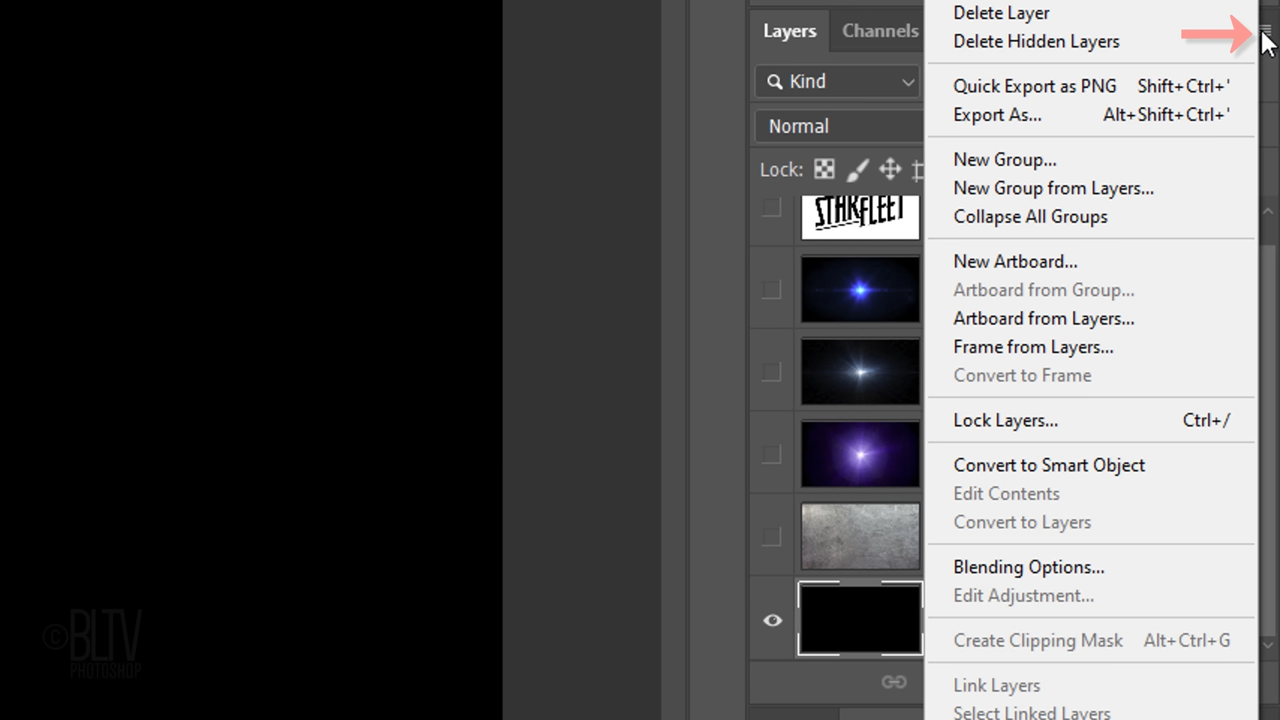 Delete Layer
Delete Hidden Layers
Layers Channels
Kind
Quick Export as PNG Shift+Ctrl+'
Export As... Alt+Shift+Ctrl+'
Normal
New Group...
Lock:
New Group from Layers...
STARFLEET
Collapse All Groups
New Artboard...
Artboard from Group...
Artboard from Layers...
Frame from Layers...
Convert to Frame
Lock Layers... Ctrl+/
Convert to Smart Object
Edit Contents
Convert to Layers
Blending Options...
Edit Adjustment...
Create Clipping Mask Alt+Ctrl+G
©BLTV
PHOTOSHOP
Link Layers
Select Linked Layers